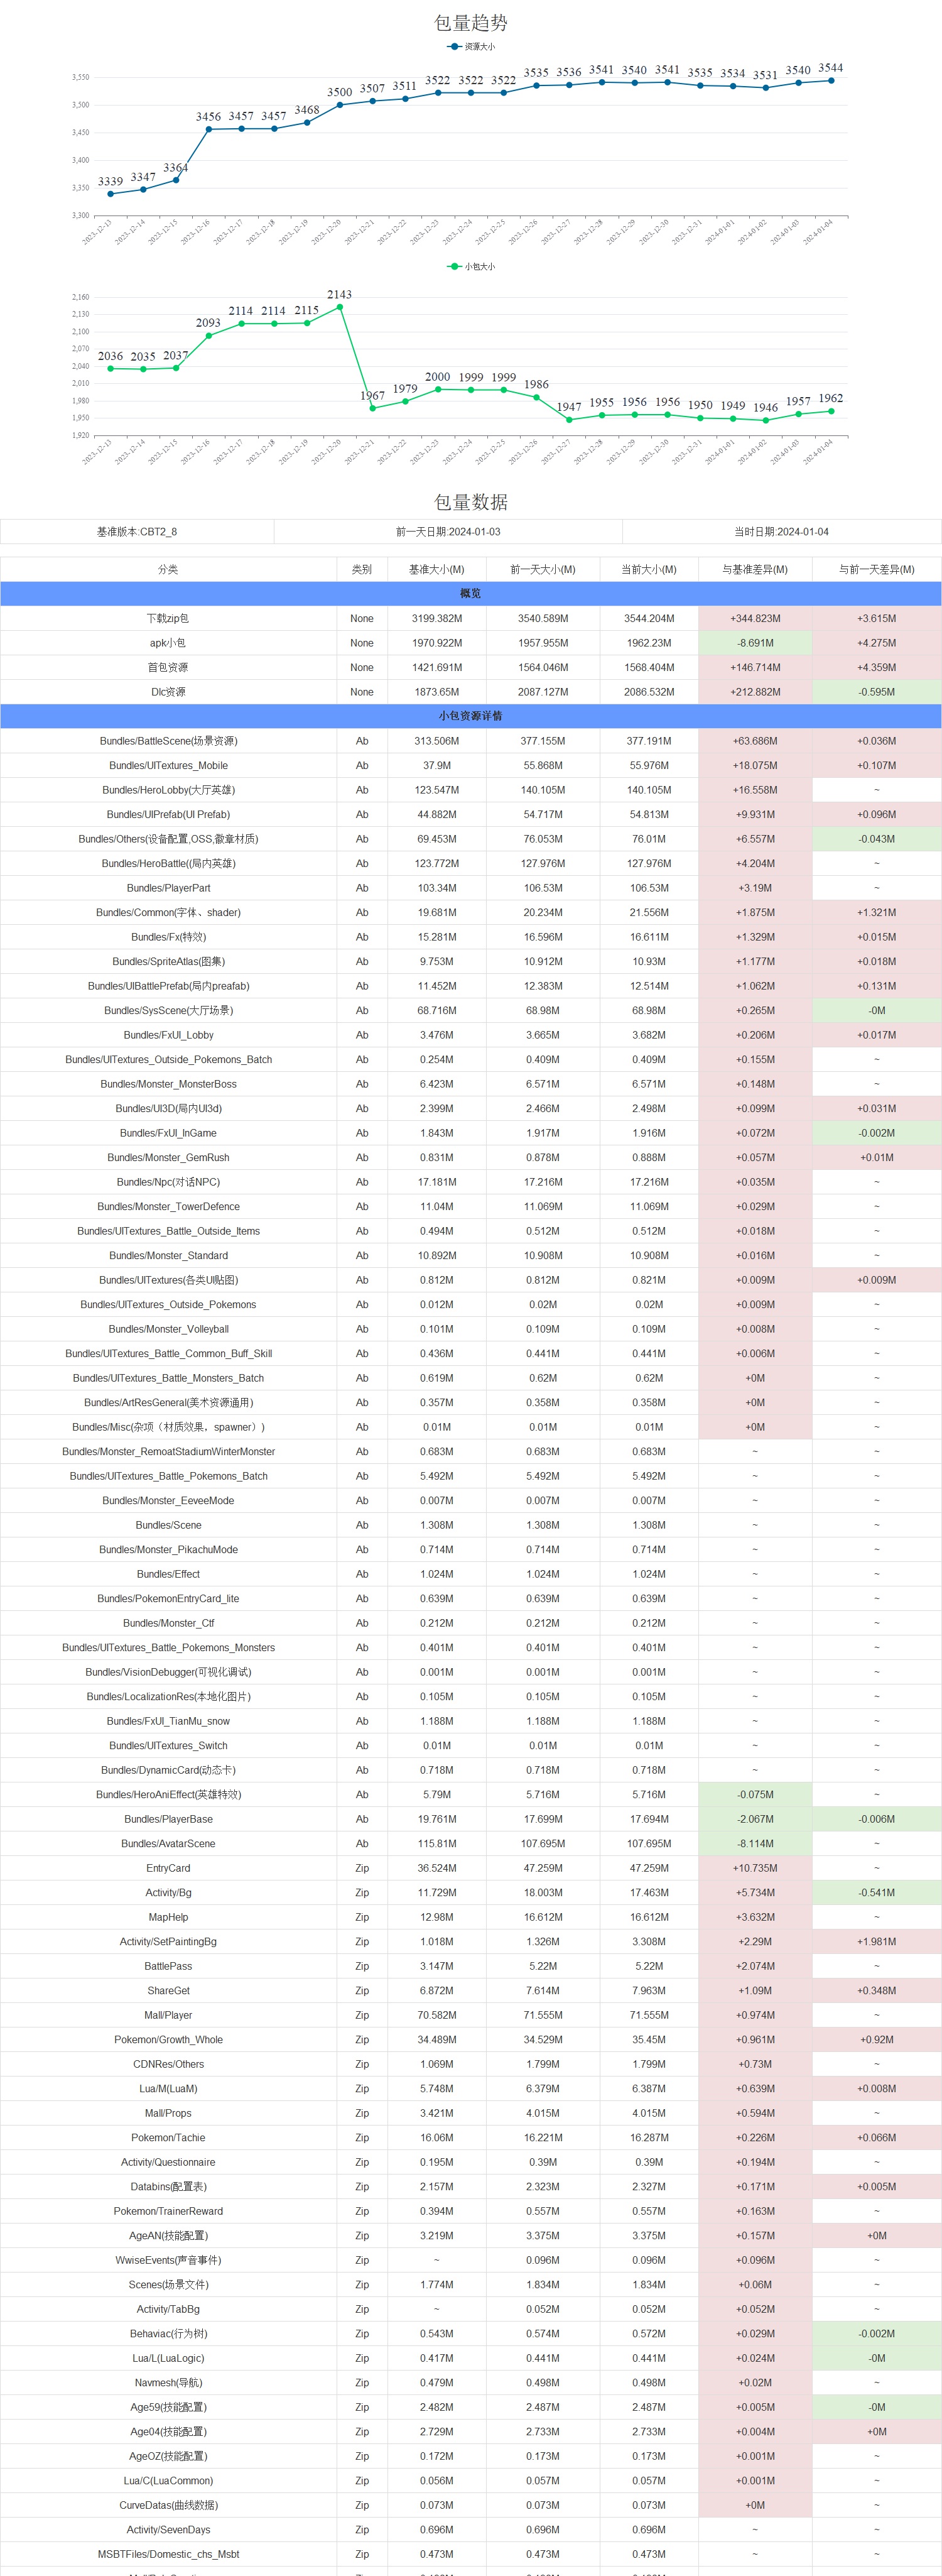 包量趋势
资源大小
3,550
3,500
3,450
3,400
3,350
3,300
3339 3347 3364 3456 3457 3457 3468 3500 3507 3511 3522 3522 3522 3535 3536 3541 3540 3541 3535 3534 3531 3540 3544
2023-12-13 2023-12-14 2023-12-15 2023-12-16 2023-12-17 2023-12-18 2023-12-19 2023-12-20 2023-12-21 2023-12-22 2023-12-23 2023-12-24 2023-12-25 2023-12-26 2023-12-27 2023-12-28 2023-12-29 2023-12-30 2023-12-31 2024-01-01 2024-01-02 2024-01-03 2024-01-04
小包大小
2,160
2,130
2,100
2,070
2,040
2,010
1,980
1,950
1,920
2036 2035 2037 2093 2114 2114 2115 2143 1967 1979 2000 1999 1999 1986 1947 1955 1956 1956 1950 1949 1946 1957 1962
2023-12-13 2023-12-14 2023-12-15 2023-12-16 2023-12-17 2023-12-18 2023-12-19 2023-12-20 2023-12-21 2023-12-22 2023-12-23 2023-12-24 2023-12-25 2023-12-26 2023-12-27 2023-12-28 2023-12-29 2023-12-30 2023-12-31 2024-01-01 2024-01-02 2024-01-03 2024-01-04
包量数据
基准版本:CBT2_8 前一天日期:2024-01-03 当时日期:2024-01-04
分类 类别 基准大小(M) 前一天大小(M) 当前大小(M) 与基准差异(M) 与前一天差异(M)
概览
下载zip包 None 3199.382M 3540.589M 3544.204M +344.823M +3.615M
apk小包 None 1970.922M 1957.955M 1962.23M -8.691M +4.275M
首包资源 None 1421.691M 1564.046M 1568.404M +146.714M +4.359M
Dlc资源 None 1873.65M 2087.127M 2086.532M +212.882M -0.595M
小包资源详情
Bundles/BattleScene(场景资源) Ab 313.506M 377.155M 377.191M +63.686M +0.036M
Bundles/UITextures_Mobile Ab 37.9M 55.868M 55.976M +18.075M +0.107M
Bundles/HeroLobby(大厅英雄) Ab 123.547M 140.105M 140.105M +16.558M ~
Bundles/UIPrefab(UI Prefab) Ab 44.882M 54.717M 54.813M +9.931M +0.096M
Bundles/Others(设备配置,OSS,徽章材质) Ab 69.453M 76.053M 76.01M +6.557M -0.043M
Bundles/HeroBattle((局内英雄) Ab 123.772M 127.976M 127.976M +4.204M ~
Bundles/PlayerPart Ab 103.34M 106.53M 106.53M +3.19M ~
Bundles/Common(字体、shader) Ab 19.681M 20.234M 21.556M +1.875M +1.321M
Bundles/Fx(特效) Ab 15.281M 16.596M 16.611M +1.329M +0.015M
Bundles/SpriteAtlas(图集) Ab 9.753M 10.912M 10.93M +1.177M +0.018M
Bundles/UIBattlePrefab(局内preafab) Ab 11.452M 12.383M 12.514M +1.062M +0.131M
Bundles/SysScene(大厅场景) Ab 68.716M 68.98M 68.98M +0.265M -0M
Bundles/FxUI_Lobby Ab 3.476M 3.665M 3.682M +0.206M +0.017M
Bundles/UITextures_Outside_Pokemons_Batch Ab 0.254M 0.409M 0.409M +0.155M ~
Bundles/Monster_MonsterBoss Ab 6.423M 6.571M 6.571M +0.148M ~
Bundles/UI3D(局内UI3d) Ab 2.399M 2.466M 2.498M +0.099M +0.031M
Bundles/FxUI_InGame Ab 1.843M 1.917M 1.916M +0.072M -0.002M
Bundles/Monster_GemRush Ab 0.831M 0.878M 0.888M +0.057M +0.01M
Bundles/Npc(对话NPC) Ab 17.181M 17.216M 17.216M +0.035M ~
Bundles/Monster_TowerDefence Ab 11.04M 11.069M 11.069M +0.029M ~
Bundles/UITextures_Battle_Outside_Items Ab 0.494M 0.512M 0.512M +0.018M ~
Bundles/Monster_Standard Ab 10.892M 10.908M 10.908M +0.016M ~
Bundles/UITextures(各类UI贴图) Ab 0.812M 0.812M 0.821M +0.009M +0.009M
Bundles/UITextures_Outside_Pokemons Ab 0.012M 0.02M 0.02M +0.009M ~
Bundles/Monster_Volleyball Ab 0.101M 0.109M 0.109M +0.008M ~
Bundles/UITextures_Battle_Common_Buff_Skill Ab 0.436M 0.441M 0.441M +0.006M ~
Bundles/UITextures_Battle_Monsters_Batch Ab 0.619M 0.62M 0.62M +0M ~
Bundles/ArtResGeneral(美术资源通用) Ab 0.357M 0.358M 0.358M +0M ~
Bundles/Misc(杂项（材质效果，spawner）) Ab 0.01M 0.01M 0.01M +0M ~
Bundles/Monster_RemoatStadiumWinterMonster Ab 0.683M 0.683M 0.683M ~ ~
Bundles/UITextures_Battle_Pokemons_Batch Ab 5.492M 5.492M 5.492M ~ ~
Bundles/Monster_EeveeMode Ab 0.007M 0.007M 0.007M ~ ~
Bundles/Scene Ab 1.308M 1.308M 1.308M ~ ~
Bundles/Monster_PikachuMode Ab 0.714M 0.714M 0.714M ~ ~
Bundles/Effect Ab 1.024M 1.024M 1.024M ~ ~
Bundles/PokemonEntryCard_lite Ab 0.639M 0.639M 0.639M ~ ~
Bundles/Monster_Ctf Ab 0.212M 0.212M 0.212M ~ ~
Bundles/UITextures_Battle_Pokemons_Monsters Ab 0.401M 0.401M 0.401M ~ ~
Bundles/VisionDebugger(可视化调试) Ab 0.001M 0.001M 0.001M ~ ~
Bundles/LocalizationRes(本地化图片) Ab 0.105M 0.105M 0.105M ~ ~
Bundles/FxUI_TianMu_snow Ab 1.188M 1.188M 1.188M ~ ~
Bundles/UITextures_Switch Ab 0.01M 0.01M 0.01M ~ ~
Bundles/DynamicCard(动态卡) Ab 0.718M 0.718M 0.718M ~ ~
Bundles/HeroAniEffect(英雄特效) Ab 5.79M 5.716M 5.716M -0.075M ~
Bundles/PlayerBase Ab 19.761M 17.699M 17.694M -2.067M -0.006M
Bundles/AvatarScene Ab 115.81M 107.695M 107.695M -8.114M ~
EntryCard Zip 36.524M 47.259M 47.259M +10.735M ~
Activity/Bg Zip 11.729M 18.003M 17.463M +5.734M -0.541M
MapHelp Zip 12.98M 16.612M 16.612M +3.632M ~
Activity/SetPaintingBg Zip 1.018M 1.326M 3.308M +2.29M +1.981M
BattlePass Zip 3.147M 5.22M 5.22M +2.074M ~
ShareGet Zip 6.872M 7.614M 7.963M +1.09M +0.348M
Mall/Player Zip 70.582M 71.555M 71.555M +0.974M ~
Pokemon/Growth_Whole Zip 34.489M 34.529M 35.45M +0.961M +0.92M
CDNRes/Others Zip 1.069M 1.799M 1.799M +0.73M ~
Lua/M(LuaM) Zip 5.748M 6.379M 6.387M +0.639M +0.008M
Mall/Props Zip 3.421M 4.015M 4.015M +0.594M ~
Pokemon/Tachie Zip 16.06M 16.221M 16.287M +0.226M +0.066M
Activity/Questionnaire Zip 0.195M 0.39M 0.39M +0.194M ~
Databins(配置表) Zip 2.157M 2.323M 2.327M +0.171M +0.005M
Pokemon/TrainerReward Zip 0.394M 0.557M 0.557M +0.163M ~
AgeAN(技能配置) Zip 3.219M 3.375M 3.375M +0.157M +0M
WwiseEvents(声音事件) Zip ~ 0.096M 0.096M +0.096M ~
Scenes(场景文件) Zip 1.774M 1.834M 1.834M +0.06M ~
Activity/TabBg Zip ~ 0.052M 0.052M +0.052M ~
Behaviac(行为树) Zip 0.543M 0.574M 0.572M +0.029M -0.002M
Lua/L(LuaLogic) Zip 0.417M 0.441M 0.441M +0.024M -0M
Navmesh(导航) Zip 0.479M 0.498M 0.498M +0.02M ~
Age59(技能配置) Zip 2.482M 2.487M 2.487M +0.005M -0M
Age04(技能配置) Zip 2.729M 2.733M 2.733M +0.004M +0M
AgeOZ(技能配置) Zip 0.172M 0.173M 0.173M +0.001M ~
Lua/C(LuaCommon) Zip 0.056M 0.057M 0.057M +0.001M ~
CurveDatas(曲线数据) Zip 0.073M 0.073M 0.073M +0M ~
Activity/SevenDays Zip 0.696M 0.696M 0.696M ~ ~
MSBTFiles/Domestic_chs_Msbt Zip 0.473M 0.473M 0.473M ~ ~